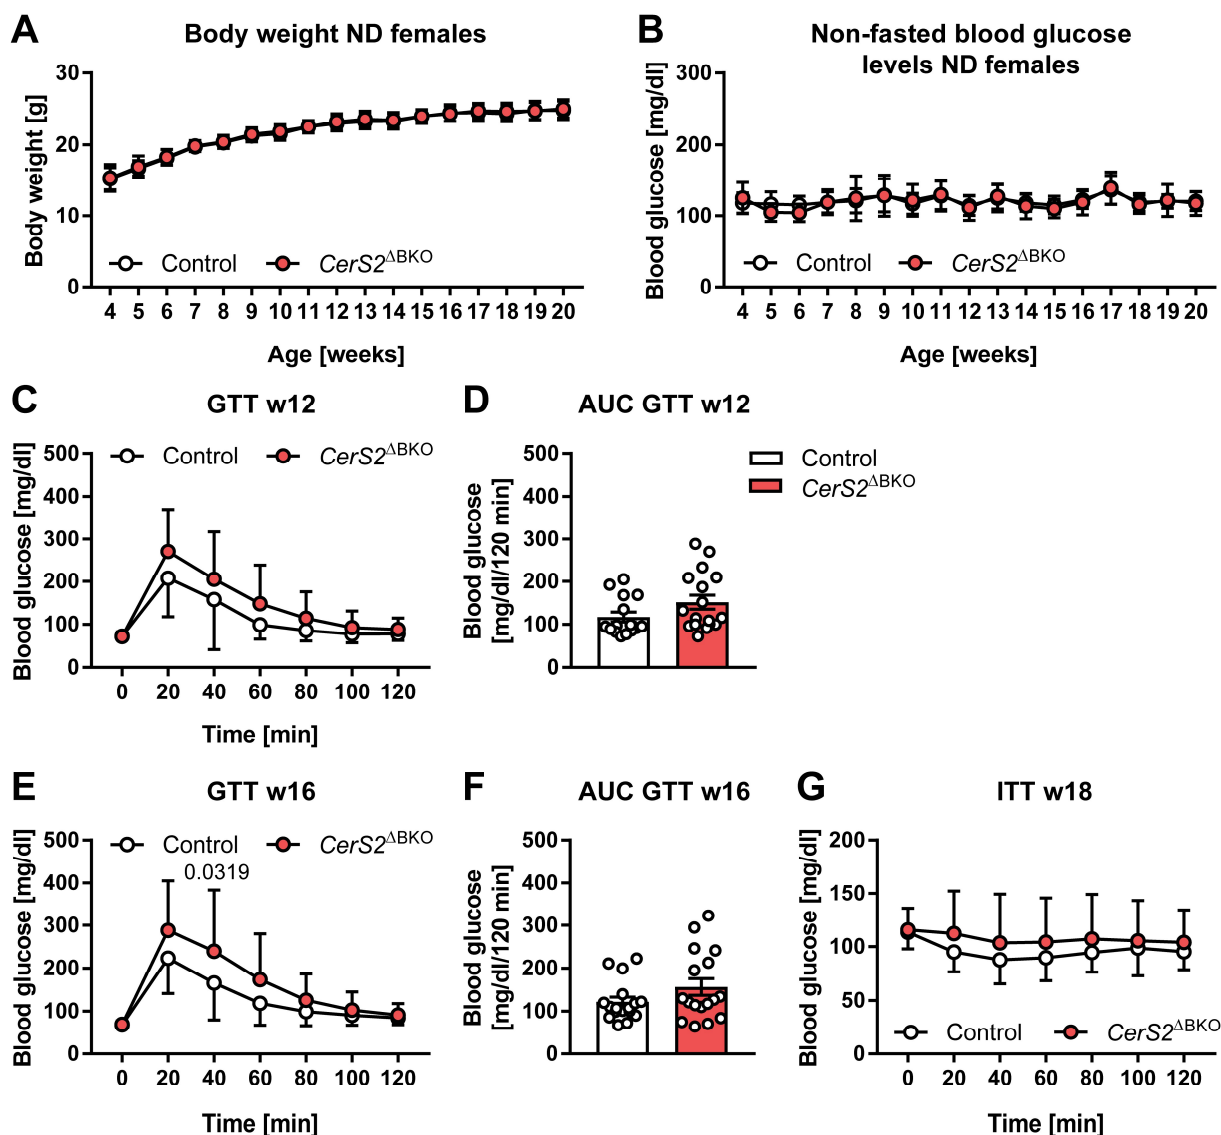 A
Body weight ND females
Body weight [g]
30
20
10
0
Control
CerS2ΔBKO
4 5 6 7 8 9 10 11 12 13 14 15 16 17 18 19 20
Age [weeks]
B
Non-fasted blood glucose
levels ND females
Blood glucose [mg/dl]
300
200
100
0
Control
CerS2ΔBKO
4 5 6 7 8 9 10 11 12 13 14 15 16 17 18 19 20
Age [weeks]
C
GTT w12
Blood glucose [mg/dl]
500
400
300
200
100
0
Control
CerS2ΔBKO
0 20 40 60 80 100 120
Time [min]
D
AUC GTT w12
Blood glucose
[mg/dl/120 min]
500
400
300
200
100
0
Control
CerS2ΔBKO
E
GTT w16
Blood glucose [mg/dl]
500
400
300
200
100
0
Control
CerS2ΔBKO
0.0319
0 20 40 60 80 100 120
Time [min]
F
AUC GTT w16
Blood glucose
[mg/dl/120 min]
500
400
300
200
100
0
G
ITT w18
Blood glucose [mg/dl]
200
150
100
50
0
Control
CerS2ΔBKO
0 20 40 60 80 100 120
Time [min]